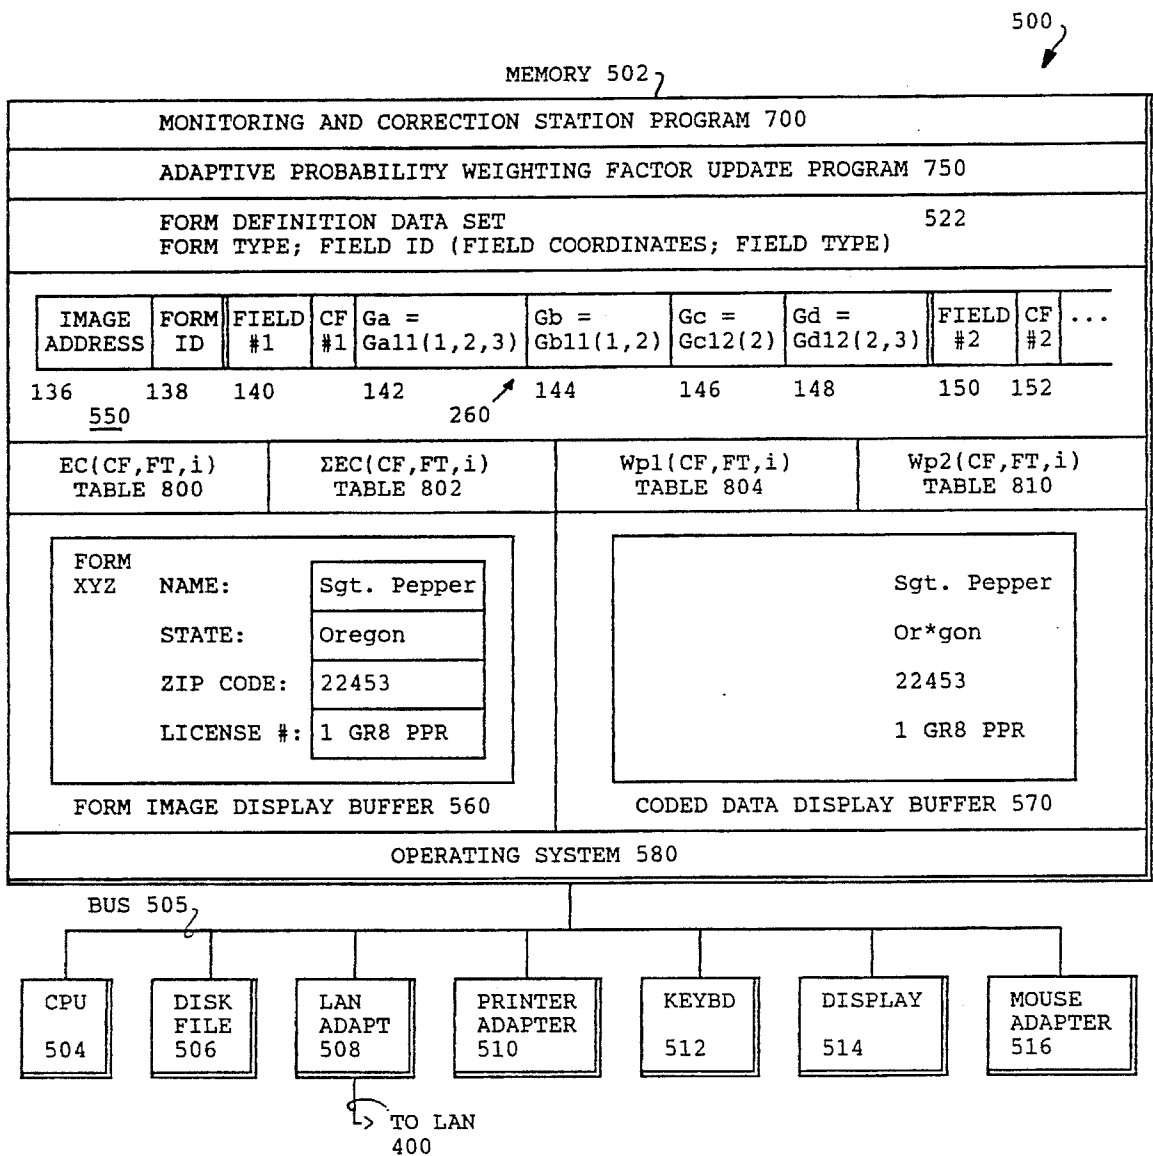 500
MEMORY 502
MONITORING AND CORRECTION STATION PROGRAM 700
ADAPTIVE PROBABILITY WEIGHTING FACTOR UPDATE PROGRAM 750
FORM DEFINITION DATA SET 522
FORM TYPE; FIELD ID (FIELD COORDINATES; FIELD TYPE)
IMAGE FORM FIELD CF Ga = Gb = Gc = Gd = FIELD CF ...
ADDRESS ID #1 #1 Ga11(1,2,3) Gb11(1,2) Gc12(2) Gd12(2,3) #2 #2
136 138 140 142 144 146 148 150 152
550 260
EC(CF,FT,i) ΣEC(CF,FT,i) Wp1(CF,FT,i) Wp2(CF,FT,i)
TABLE 800 TABLE 802 TABLE 804 TABLE 810
FORM
XYZ NAME: Sgt. Pepper
STATE: Oregon
ZIP CODE: 22453
LICENSE #: 1 GR8 PPR
FORM IMAGE DISPLAY BUFFER 560
Sgt. Pepper
Or*gon
22453
1 GR8 PPR
CODED DATA DISPLAY BUFFER 570
OPERATING SYSTEM 580
BUS 505
CPU
504
DISK
FILE
506
LAN
ADAPT
508
PRINTER
ADAPTER
510
KEYBD
512
DISPLAY
514
MOUSE
ADAPTER
516
TO LAN
400